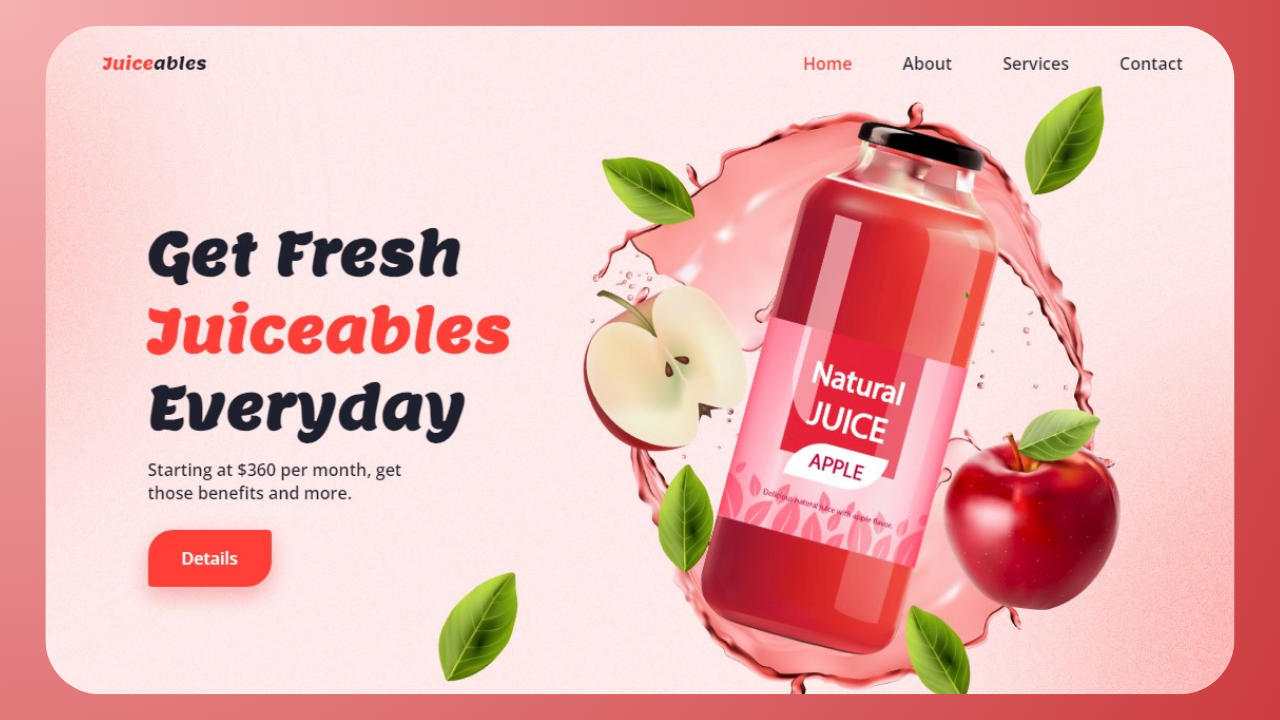 Juiceables
Home About Services Contact
Get Fresh
Juiceables
Everyday
Starting at $360 per month, get
those benefits and more.
Details
Natural
JUICE
APPLE
Delicious natural juice with apple flavor.